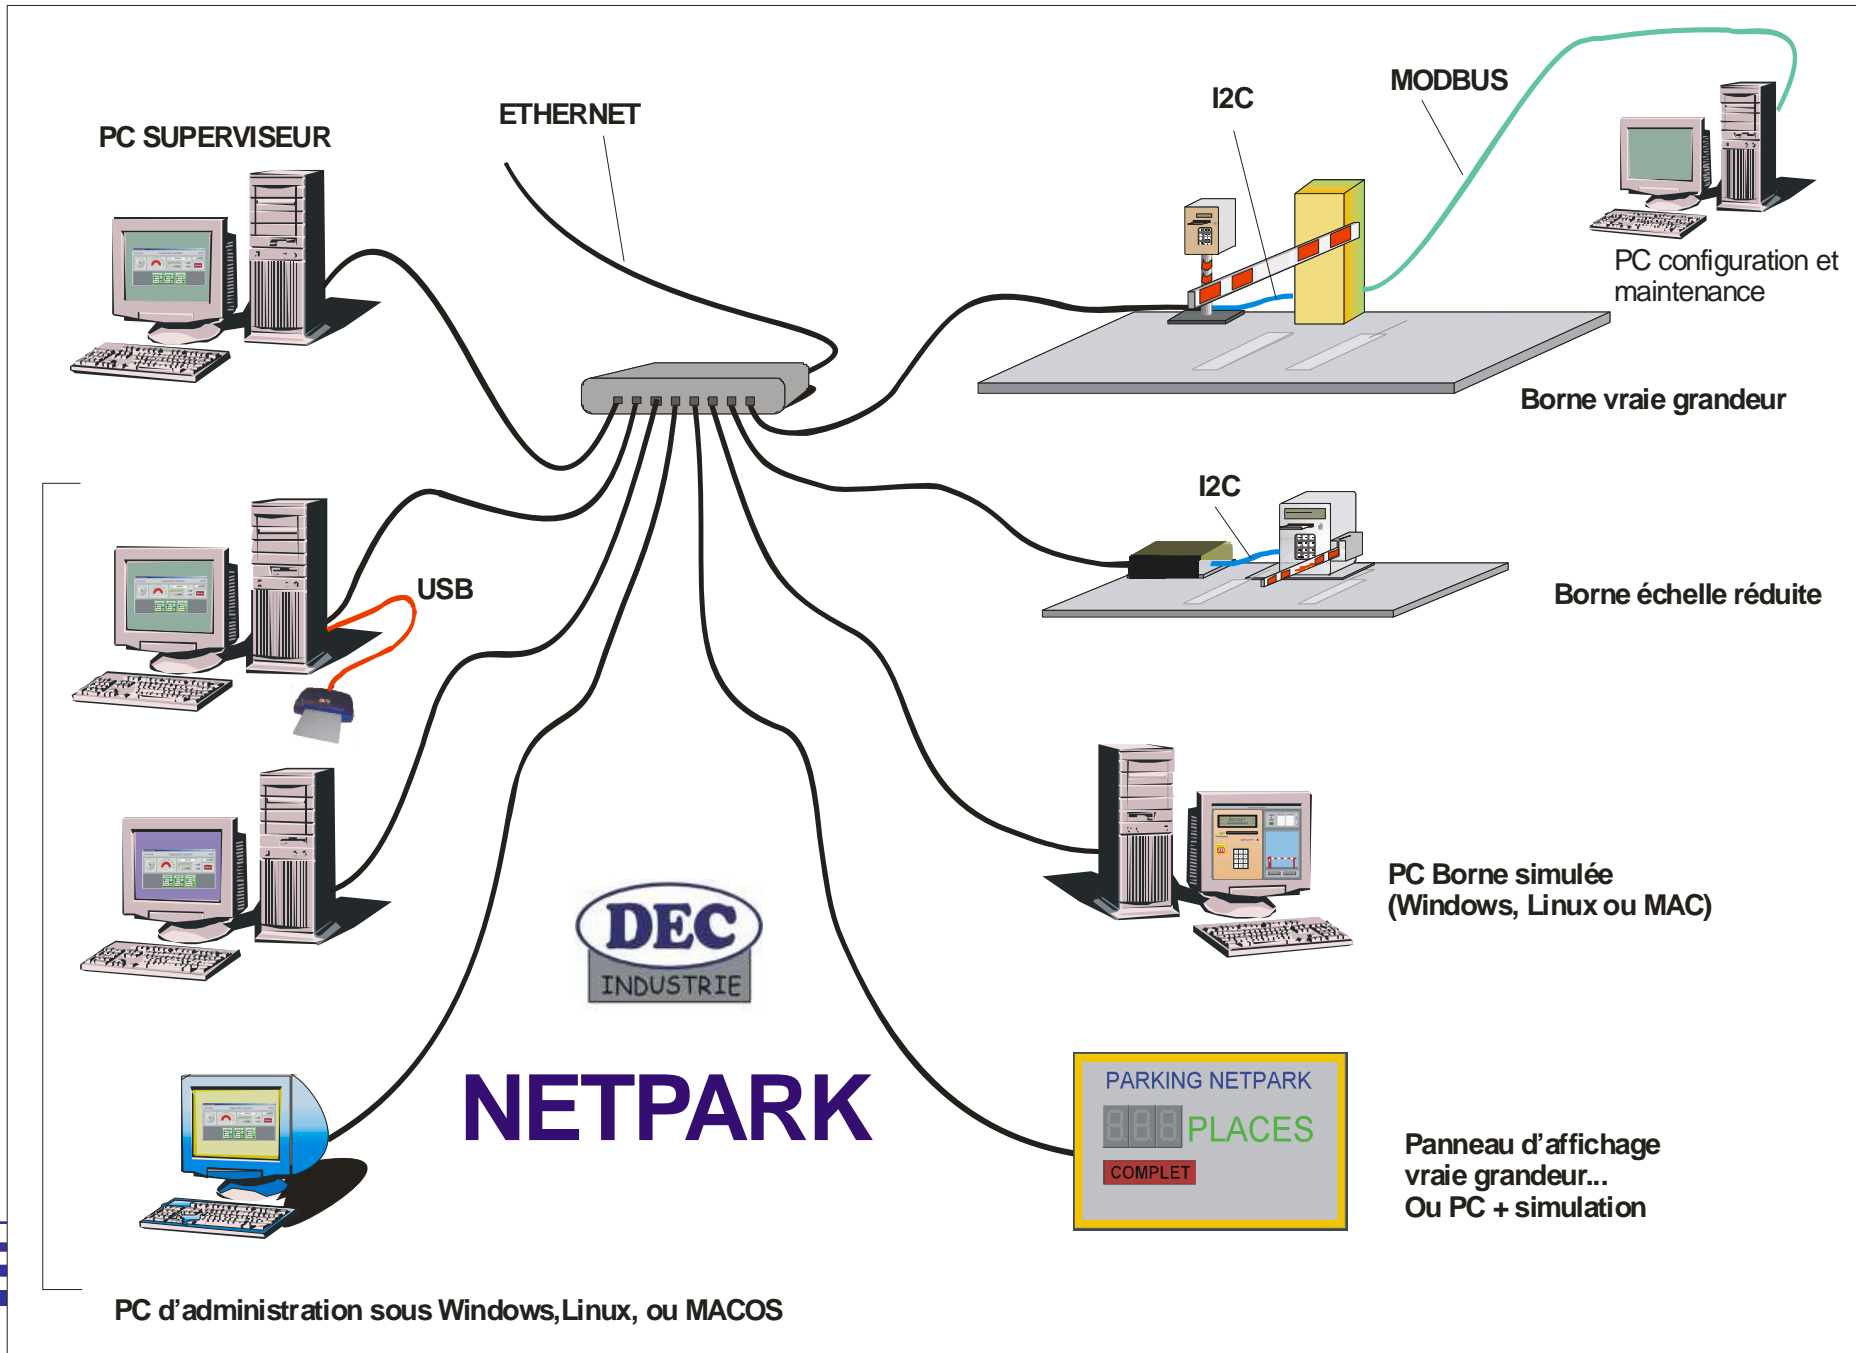 ETHERNET
I2C
MODBUS
PC SUPERVISEUR
PC configuration et
maintenance
Borne vraie grandeur
I2C
USB
Borne échelle réduite
PC Borne simulée
(Windows, Linux ou MAC)
DEC
INDUSTRIE
NETPARK
PARKING NETPARK
888 PLACES
COMPLET
Panneau d'affichage
vraie grandeur...
Ou PC + simulation
PC d'administration sous Windows,Linux, ou MACOS